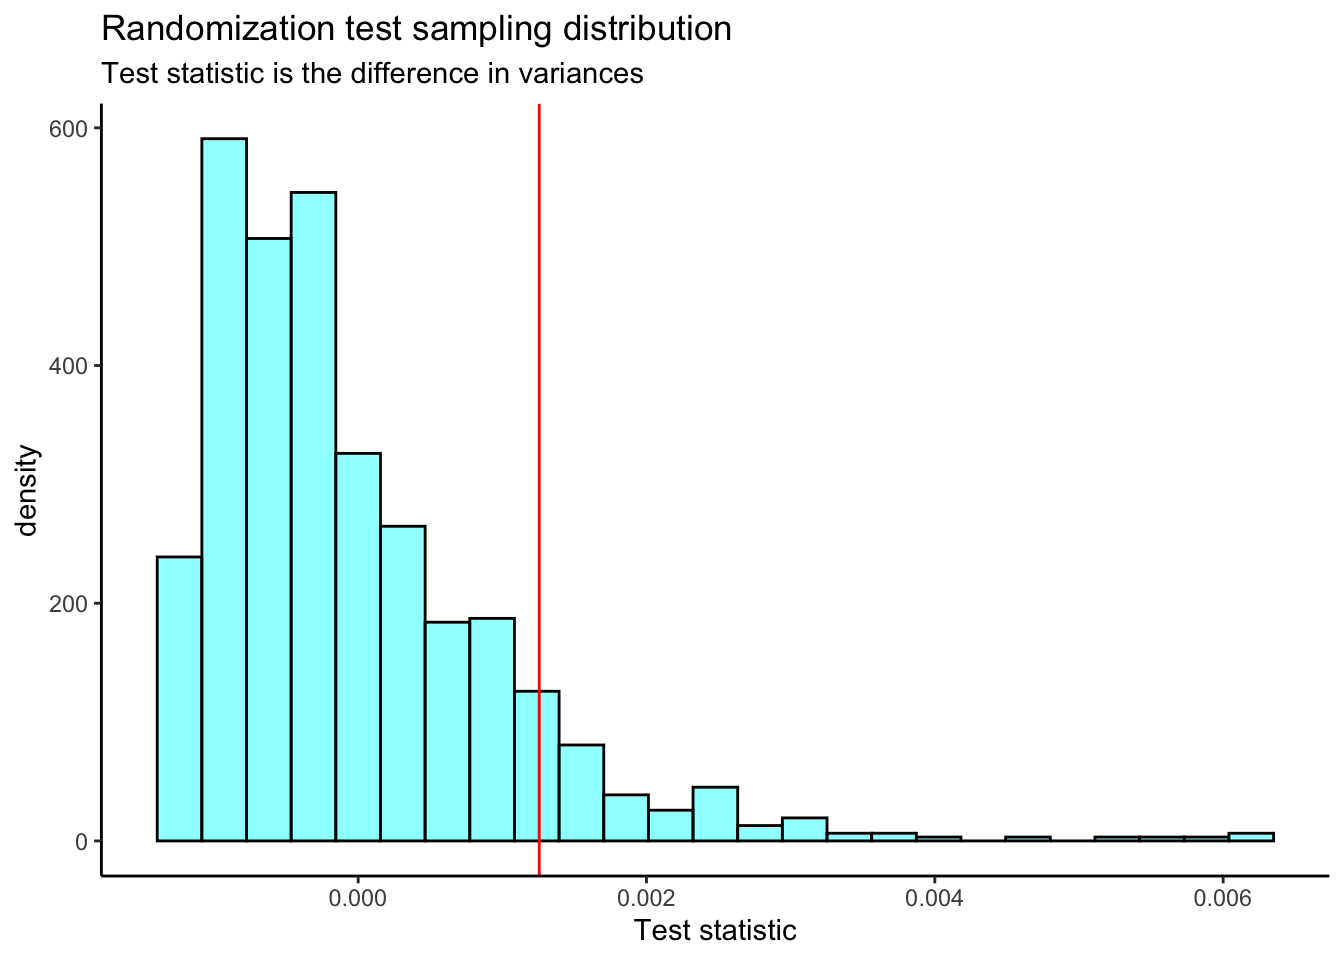 Randomization test sampling distribution
Test statistic is the difference in variances
600
400
200
0
density
0.000 0.002 0.004 0.006
Test statistic